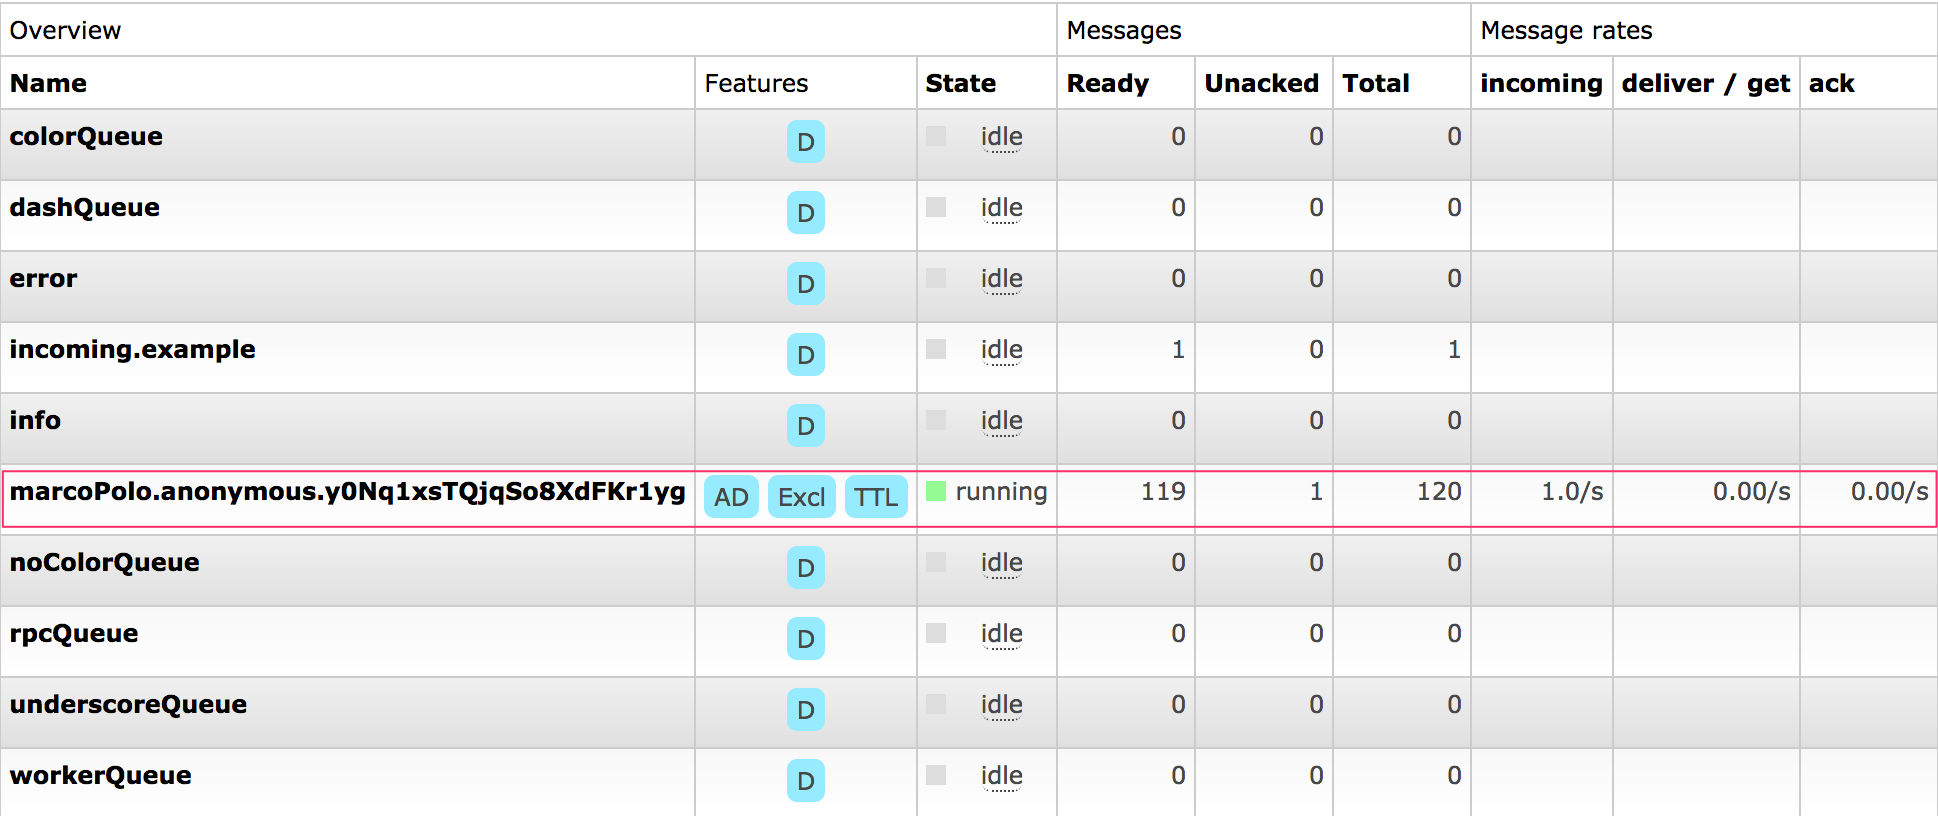 Overview Messages Message rates
Name Features State Ready Unacked Total incoming deliver / get ack
colorQueue D idle 0 0 0
dashQueue D idle 0 0 0
error D idle 0 0 0
incoming.example D idle 1 0 1
info D idle 0 0 0
marcoPolo.anonymous.y0Nq1xsTQjqSo8XdFKr1yg AD Excl TTL running 119 1 120 1.0/s 0.00/s 0.00/s
noColorQueue D idle 0 0 0
rpcQueue D idle 0 0 0
underscoreQueue D idle 0 0 0
workerQueue D idle 0 0 0